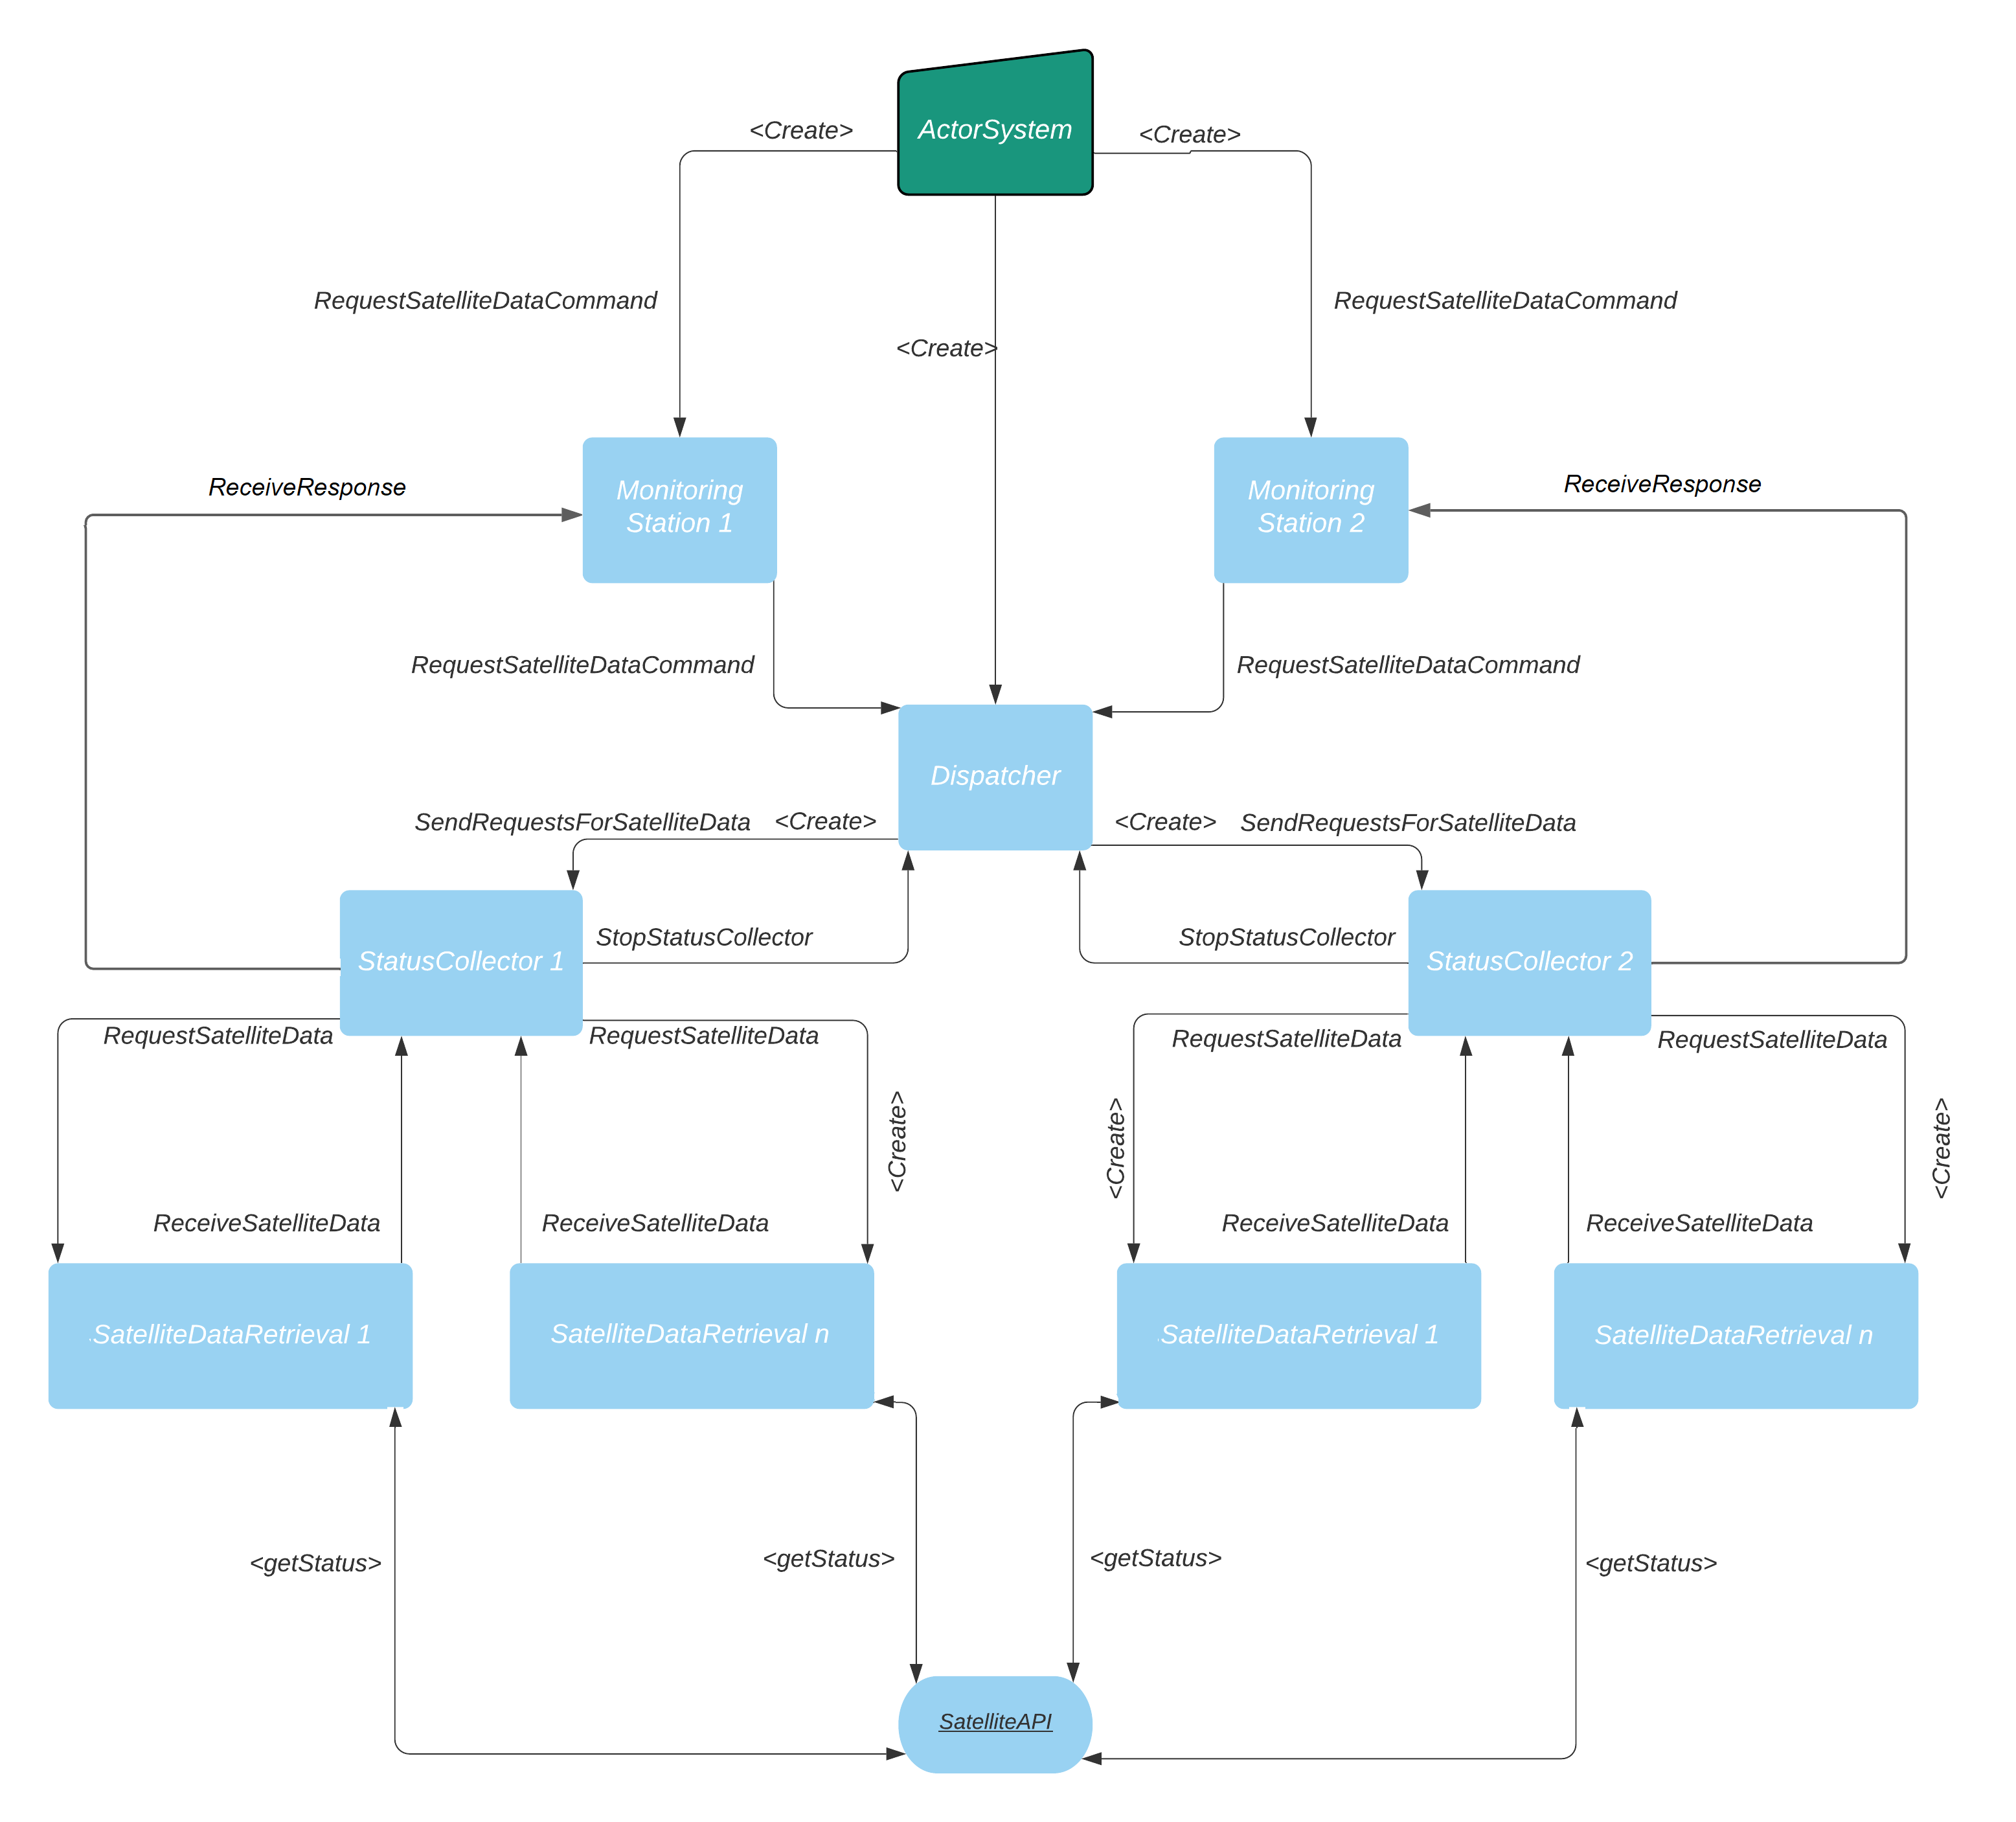 <Create>
ActorSystem
<Create>
RequestSatelliteDataCommand
RequestSatelliteDataCommand
<Create>
ReceiveResponse
Monitoring
Station 1
Monitoring
Station 2
ReceiveResponse
RequestSatelliteDataCommand
RequestSatelliteDataCommand
Dispatcher
SendRequestsForSatelliteData
<Create>
<Create>
SendRequestsForSatelliteData
StatusCollector 1
StopStatusCollector
StopStatusCollector
StatusCollector 2
RequestSatelliteData
RequestSatelliteData
RequestSatelliteData
RequestSatelliteData
<Create>
<Create>
<Create>
ReceiveSatelliteData
ReceiveSatelliteData
ReceiveSatelliteData
ReceiveSatelliteData
SatelliteDataRetrieval 1
SatelliteDataRetrieval n
SatelliteDataRetrieval 1
SatelliteDataRetrieval n
<getStatus>
<getStatus>
<getStatus>
<getStatus>
SatelliteAPI